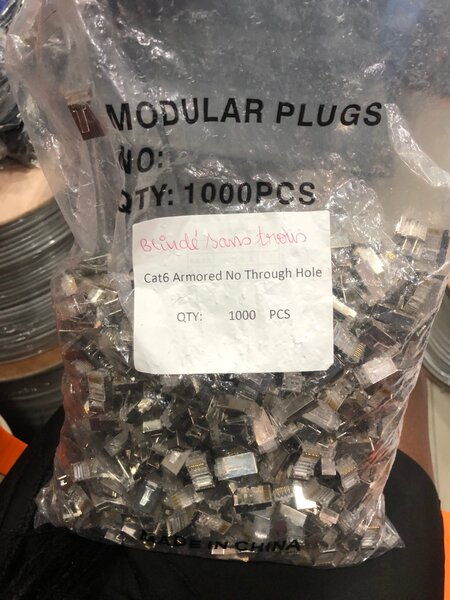 MODULAR PLUGS
NO:
QTY: 1000PCS
Blindé sans trous
Cat6 Armored No Through Hole
QTY: 1000 PCS
MADE IN CHINA